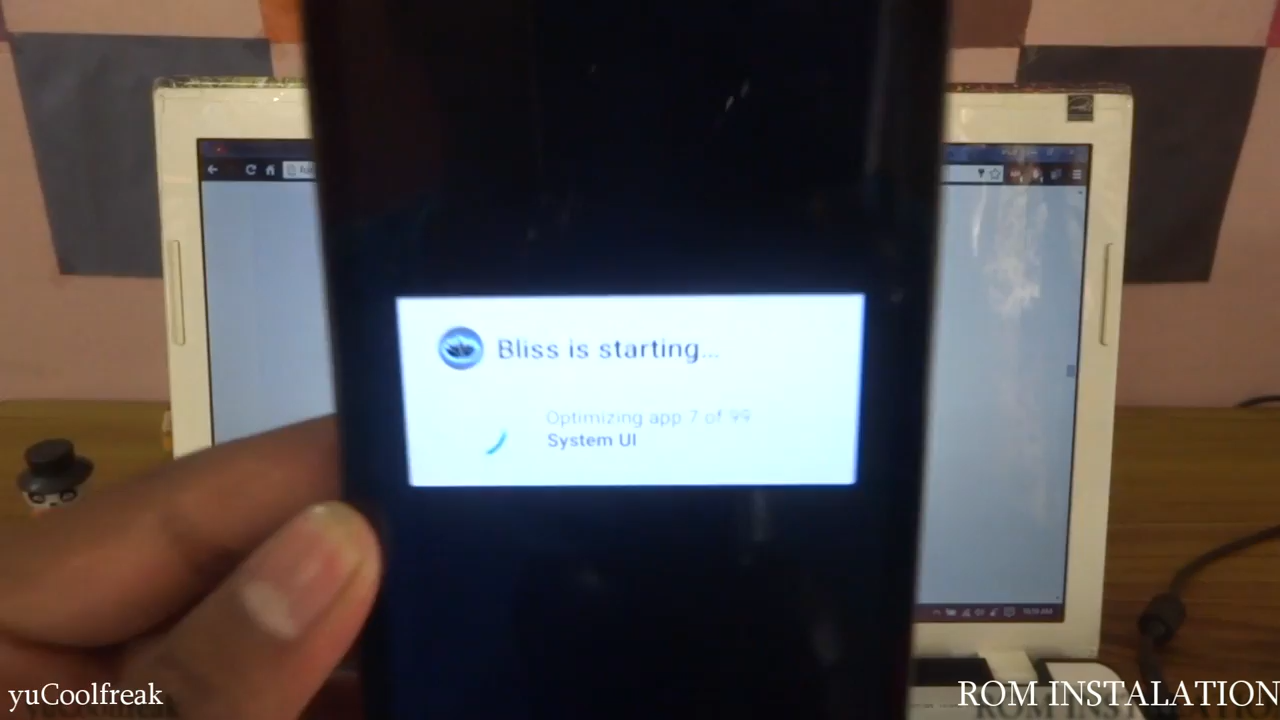 Bliss is starting...
Optimizing app 7 of 99
System UI
yuCoolfreak
ROM INSTALATION